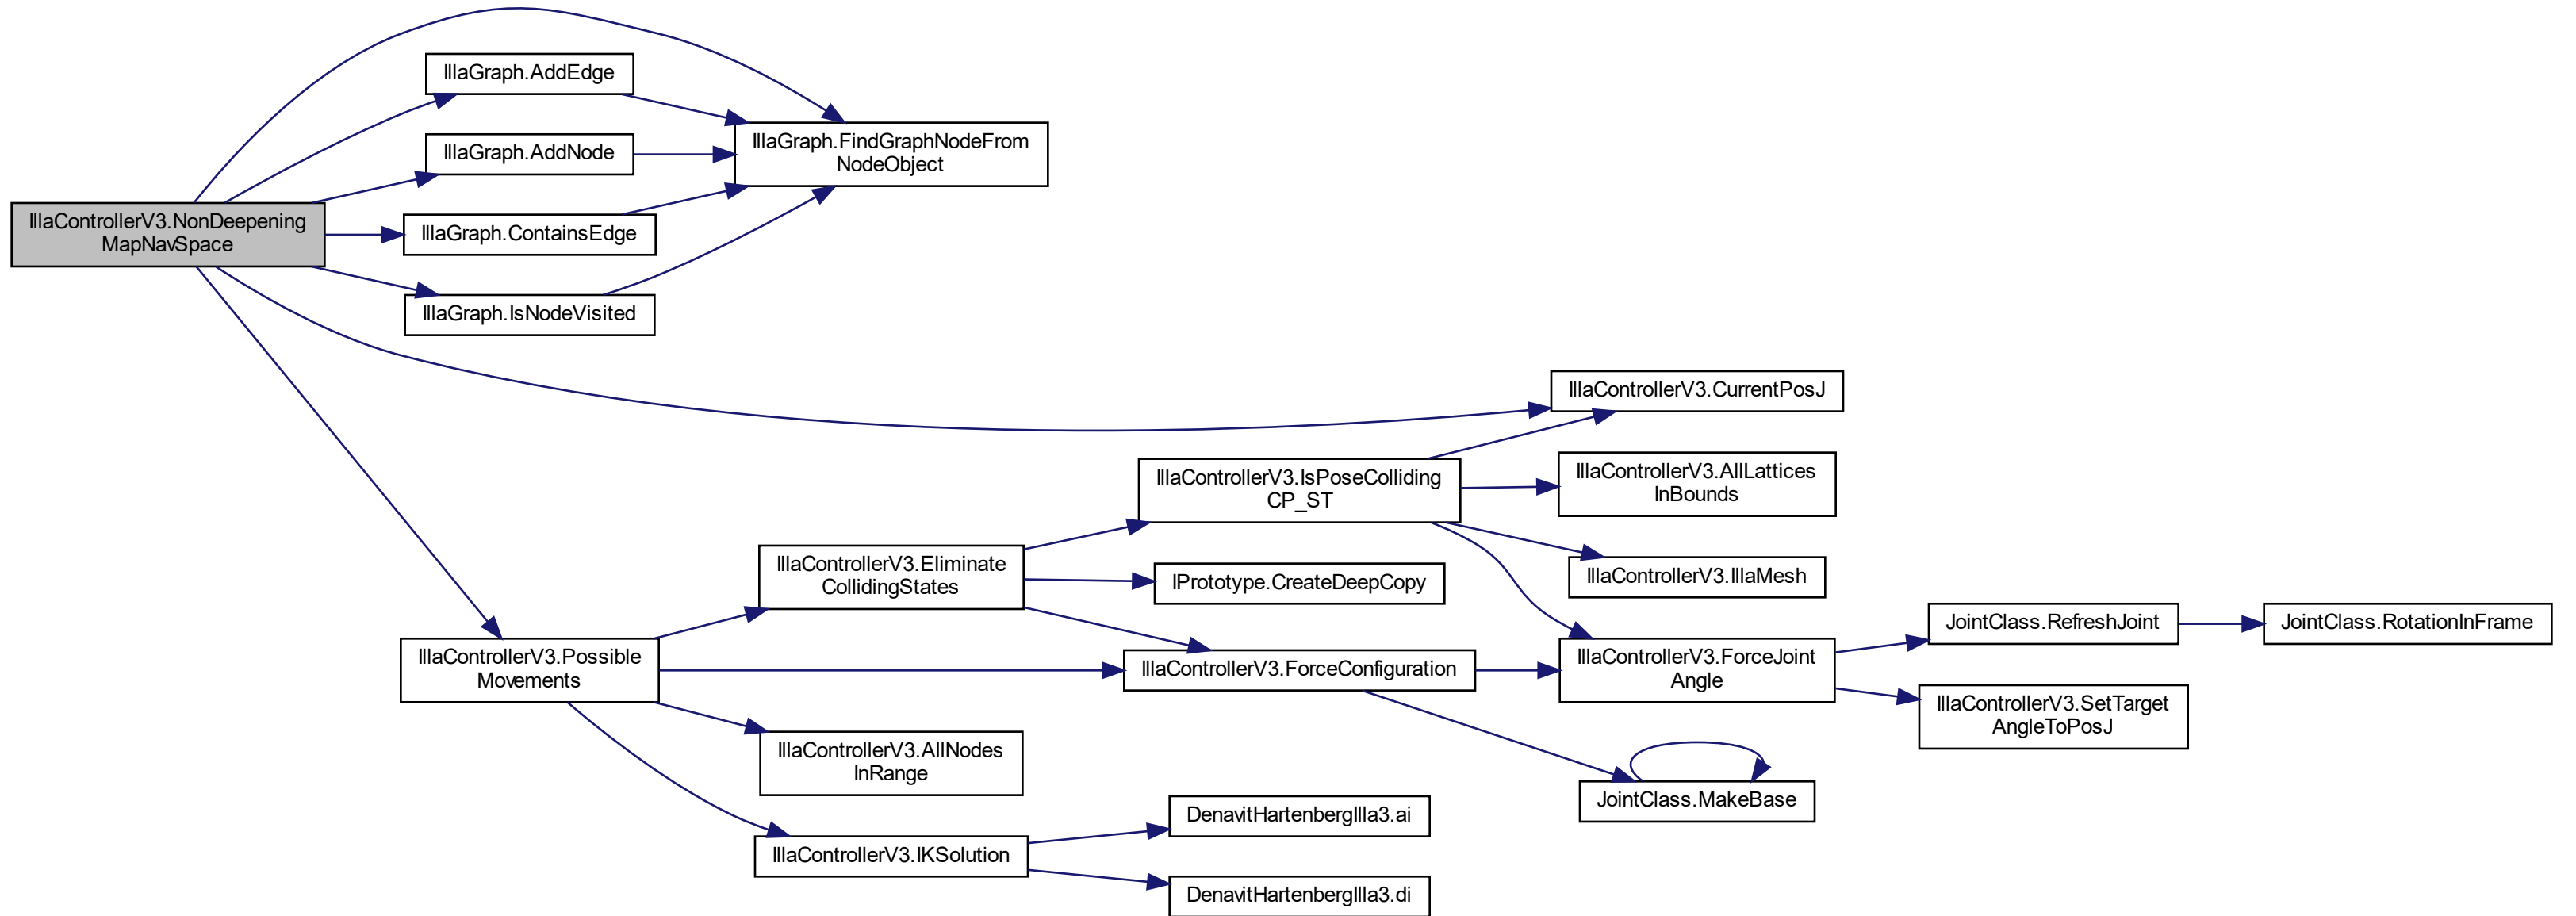 IllaGraph.AddEdge
IllaGraph.AddNode
IllaGraph.FindGraphNodeFrom
NodeObject
IllaControllerV3.NonDeepening
MapNavSpace
IllaGraph.ContainsEdge
IllaGraph.IsNodeVisited
IllaControllerV3.CurrentPosJ
IllaControllerV3.IsPoseColliding
CP_ST
IllaControllerV3.AllLattices
InBounds
IllaControllerV3.Eliminate
CollidingStates
IPrototype.CreateDeepCopy
IllaControllerV3.IllaMesh
IllaControllerV3.Possible
Movements
IllaControllerV3.ForceConfiguration
IllaControllerV3.ForceJoint
Angle
JointClass.RefreshJoint
JointClass.RotationInFrame
IllaControllerV3.SetTarget
AngleToPosJ
IllaControllerV3.AllNodes
InRange
JointClass.MakeBase
IllaControllerV3.IKSolution
DenavitHartenbergIlla3.ai
DenavitHartenbergIlla3.di